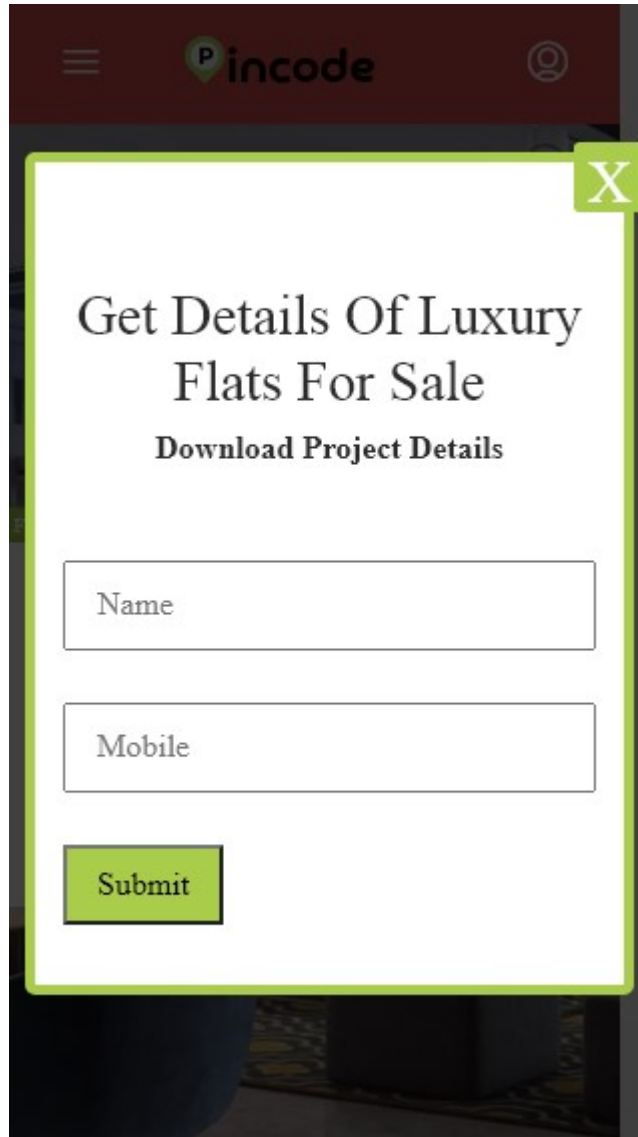 Pincode
X
Get Details Of Luxury
Flats For Sale
Download Project Details
Name
Mobile
Submit